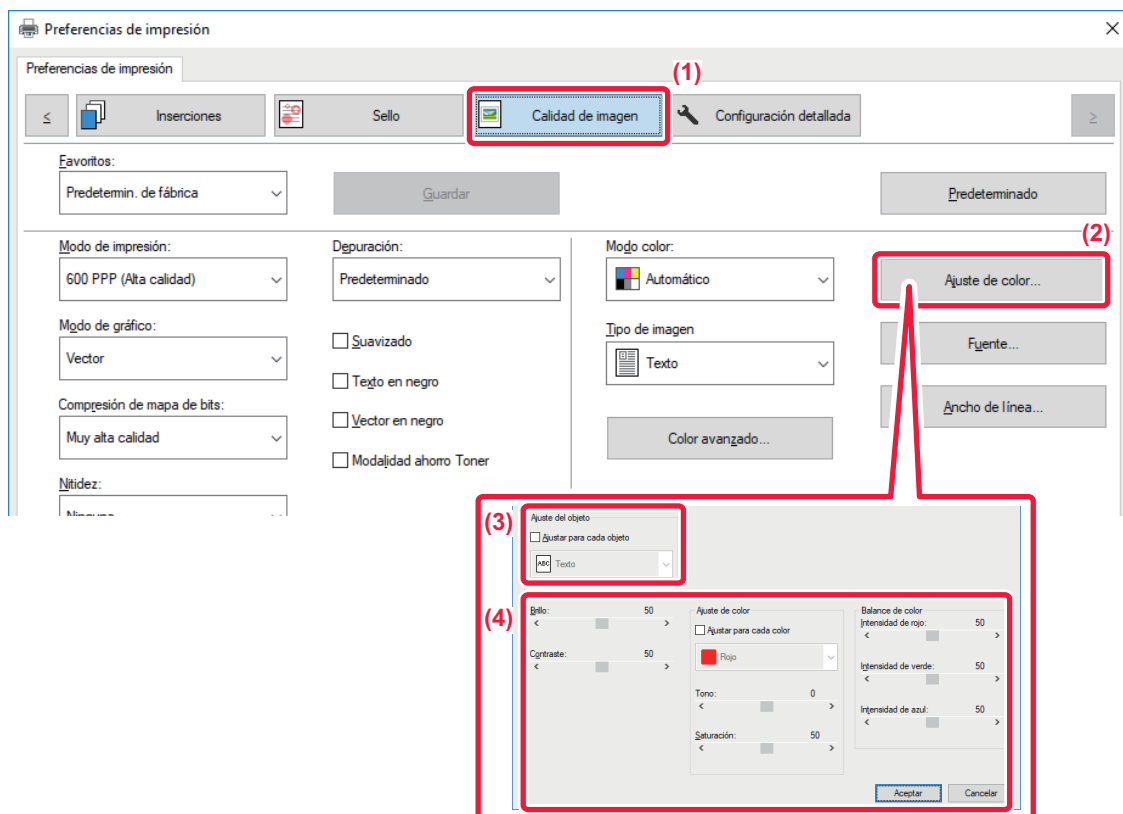 Preferencias de impresión
Preferencias de impresión
(1)
< Inserciones Sello Calidad de imagen Configuración detallada >
Favoritos:
Predetermin. de fábrica Guardar Predeterminado
(2)
Modo de impresión: Depuración: Modo color:
600 PPP (Alta calidad) Predeterminado Automático Ajuste de color...
Modo de gráfico: Tipo de imagen
Vector Suavizado Texto Fuente...
Texto en negro
Compresión de mapa de bits: Ancho de línea...
Muy alta calidad Vector en negro Color avanzado...
Modalidad ahorro Toner
Nitidez:
Ninguno
(3) Ajuste del objeto
Ajustar para cada objeto
ABC Texto
(4) Brillo: 50 Ajuste de color Balance de color
Ajustar para cada color Intensidad de rojo: 50
Contraste: 50 Rojo Intensidad de verde: 50
Tono: 0 Intensidad de azul: 50
Saturación: 50
Aceptar Cancelar